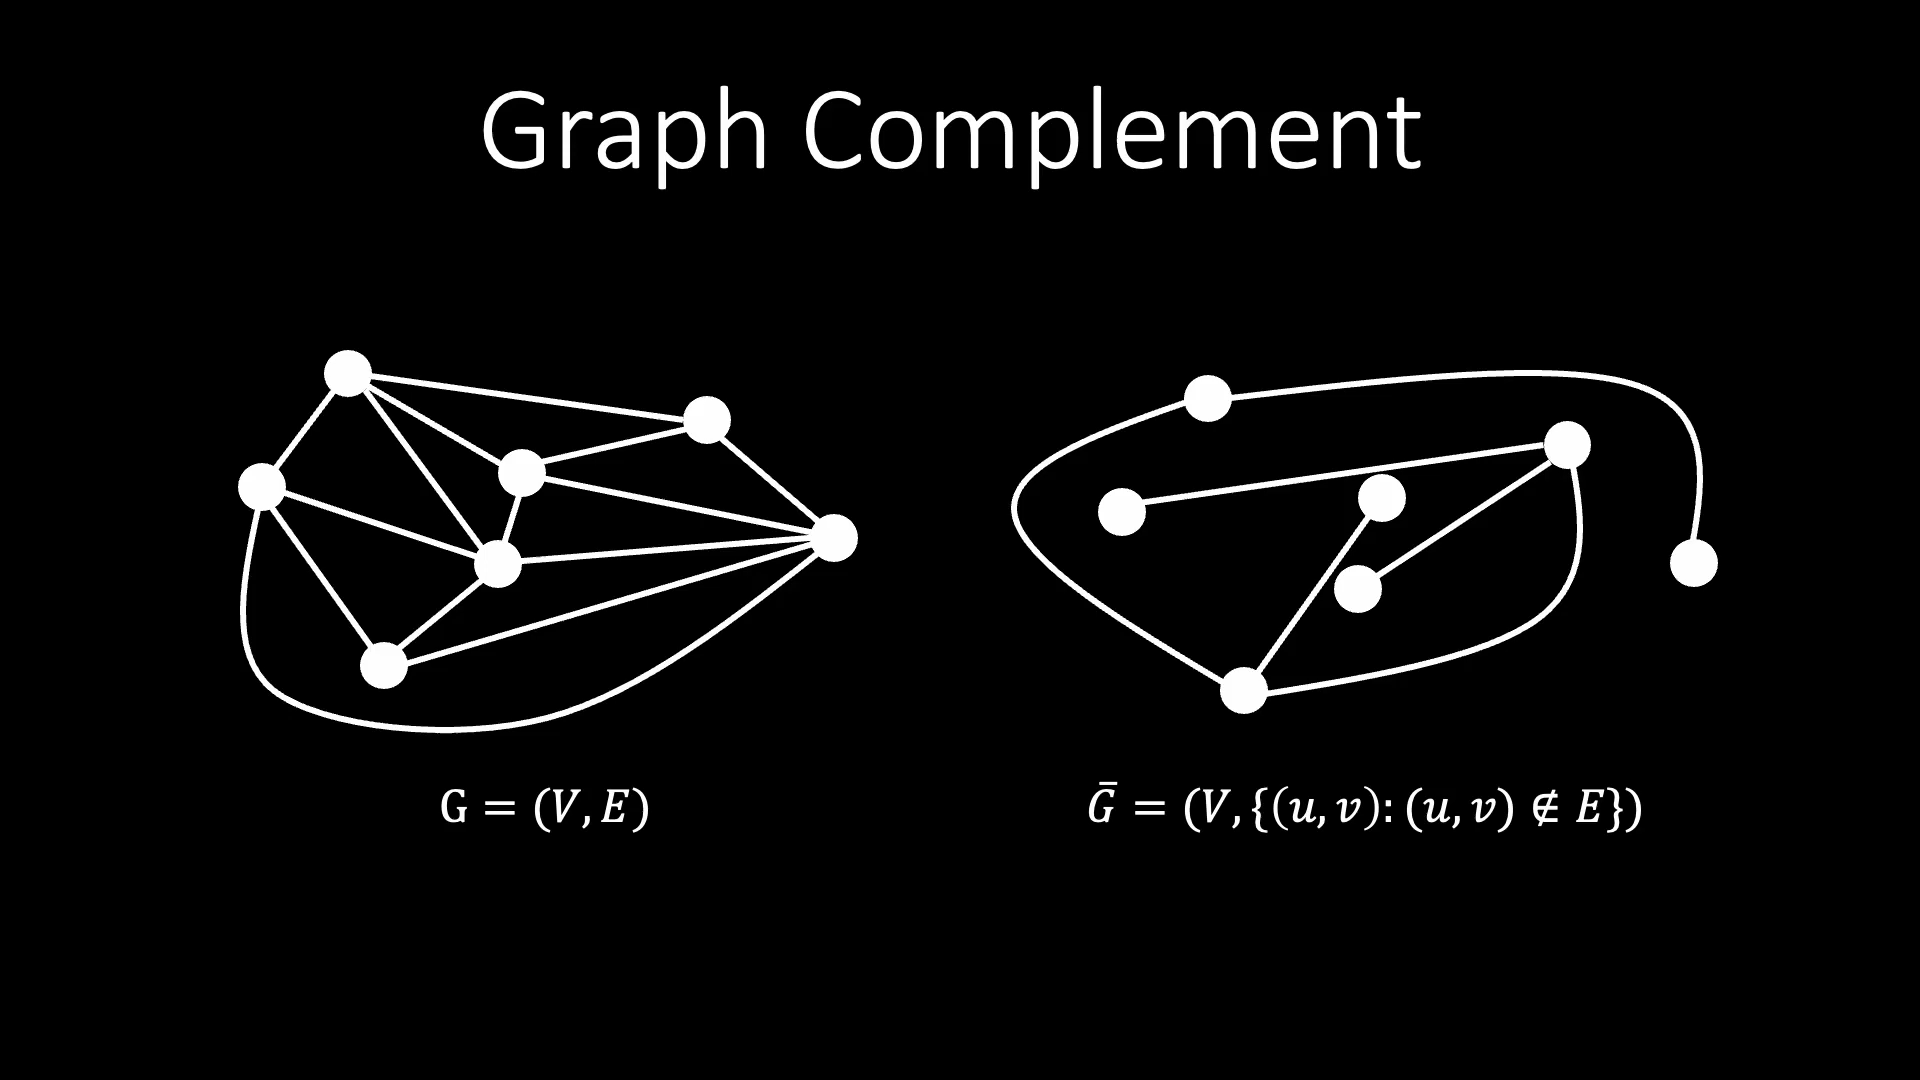 Graph Complement
G = (V, E)
Ḡ = (V, {(u, v): (u, v) ∉ E})